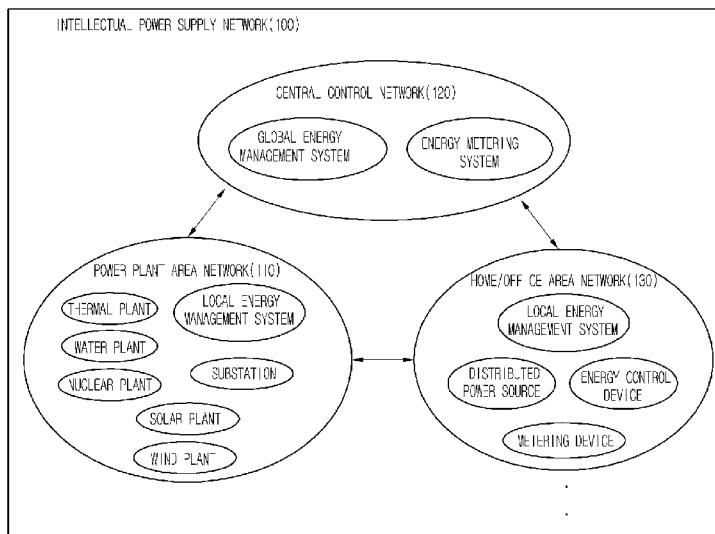 INTELLECTUAL POWER SUPPLY NETWORK(100)
CENTRAL CONTROL NETWORK(120)
GLOBAL ENERGY
MANAGEMENT SYSTEM
ENERGY METERING
SYSTEM
POWER PLANT AREA NETWORK(110)
THERMAL PLANT
LOCAL ENERGY
MANAGEMENT SYSTEM
WATER PLANT
NUCLEAR PLANT
SUBSTATION
SOLAR PLANT
WIND PLANT
HOME/OFFICE AREA NETWORK(130)
LOCAL ENERGY
MANAGEMENT SYSTEM
DISTRIBUTED
POWER SOURCE
ENERGY CONTROL
DEVICE
METERING DEVICE